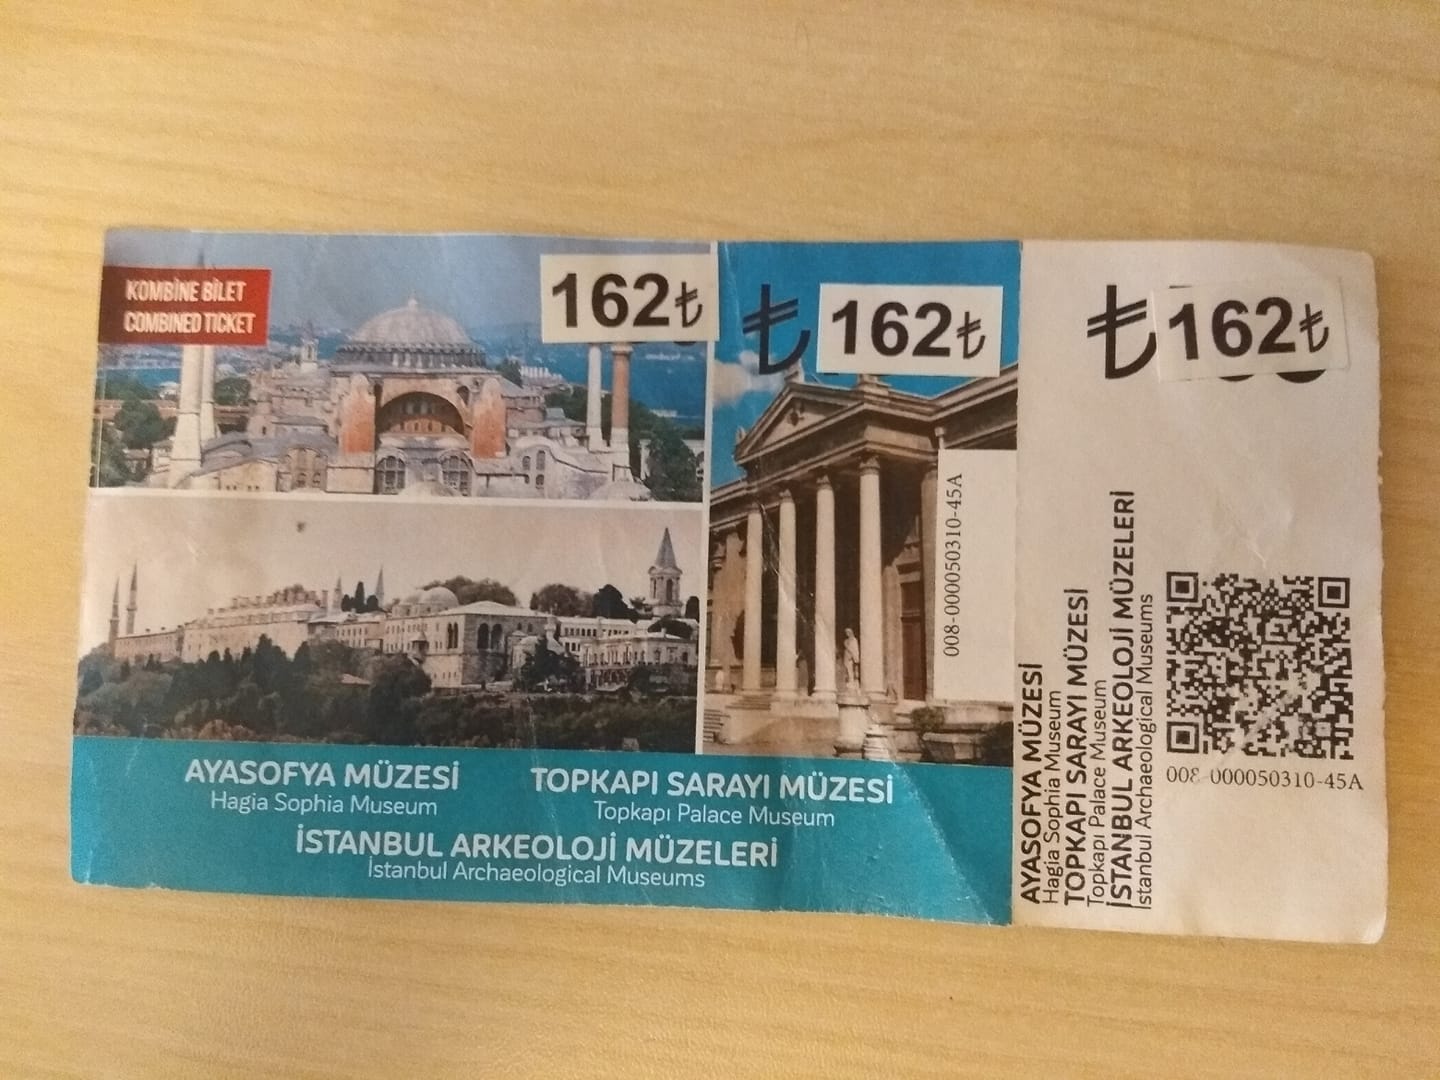 KOMBİNE BİLET
COMBINED TICKET
162₺
₺ 162₺
₺ 162₺
008-000050310-45A
AYASOFYA MÜZESİ
Hagia Sophia Museum
TOPKAPI SARAYI MÜZESİ
Topkapı Palace Museum
İSTANBUL ARKEOLOJİ MÜZELERİ
İstanbul Archaeological Museums
AYASOFYA MÜZESİ
Hagia Sophia Museum
TOPKAPI SARAYI MÜZESİ
Topkapı Palace Museum
İSTANBUL ARKEOLOJİ MÜZELERİ
İstanbul Archaeological Museums
008-000050310-45A